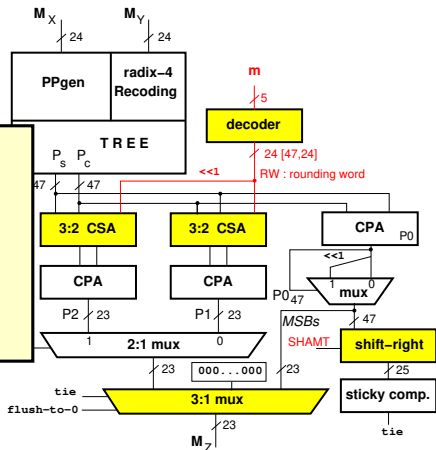 M_X M_Y
24 24
PPgen radix−4 Recoding
m
5
decoder
TREE
24 [47,24]
P_s P_c
<<1
RW : rounding word
47 47
3:2 CSA 3:2 CSA CPA P0
CPA CPA
<<1
1 0
mux
P0_47
P2 23 P1 23
MSBs 47
1 2:1 mux 0
SHAMT shift−right
23 000...000 23
25
tie
3:1 mux
sticky comp.
flush-to-0
23
tie
M_Z